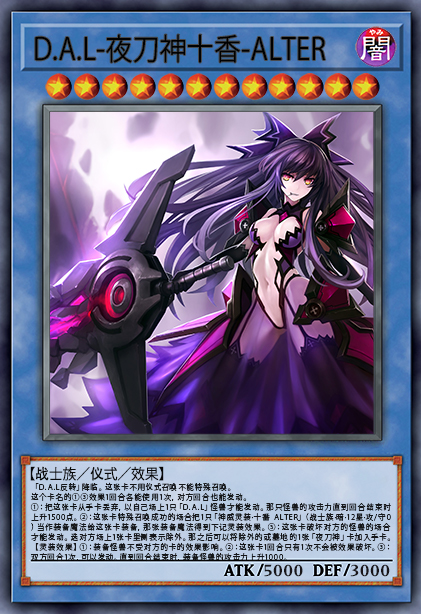 D.A.L-夜刀神十香-ALTER
やみ
闇
【战士族／仪式／效果】
「D.A.L反转」降临。这张卡不用仪式召唤不能特殊召唤。
这个卡名的①③效果1回合各能使用1次，对方也能发动。
①：把这张卡从手卡丢弃，以自己场上1只「D.A.L」怪兽才能发动。那只怪兽的攻击力直到回合结束时
上升1500点。②：这张卡特殊召唤成功的场合把1只「神威灵装·十番 ALTER」（战士族·暗·12星·攻/守0
）当作装备魔法给这张卡装备，那张装备魔法得到下记灵装效果。③：这张卡破坏对方的怪兽的场合
才能发动。选对方场上1张卡里侧表示除外。那之后可以将除外的或墓地的1张「夜刀神」卡加入手卡。
【灵装效果】①：装备怪兽不受对方的卡的效果影响。②：这张卡1回合只有1次不会被效果破坏。③：
双方回合1次，可以发动。直到回合结束时，装备怪兽的攻击力上升1000。
ATK/5000 DEF/3000